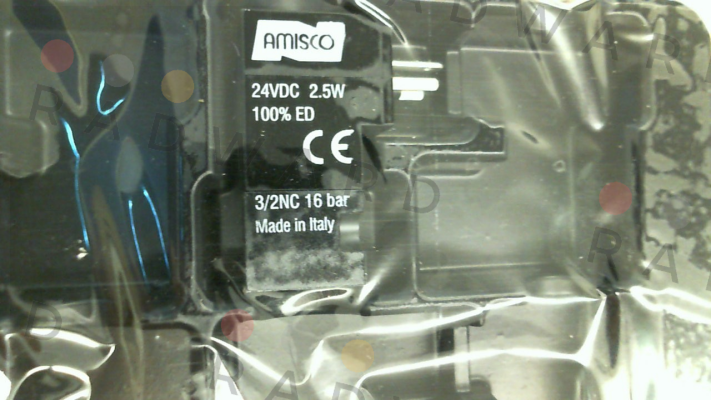 AMISCO
24VDC 2.5W
100% ED
CE
3/2NC 16 bar
Made in Italy